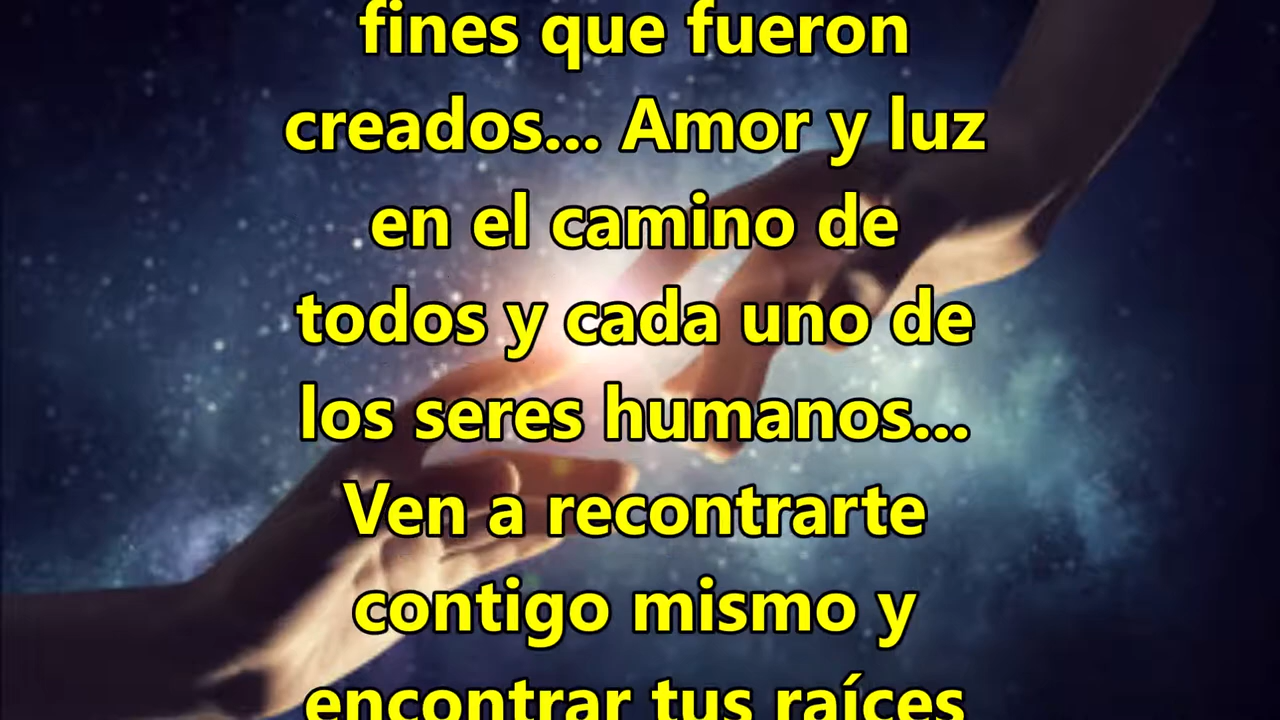 fines que fueron
creados... Amor y luz
en el camino de
todos y cada uno de
los seres humanos...
Ven a recontrarte
contigo mismo y
encontrar tus raíces